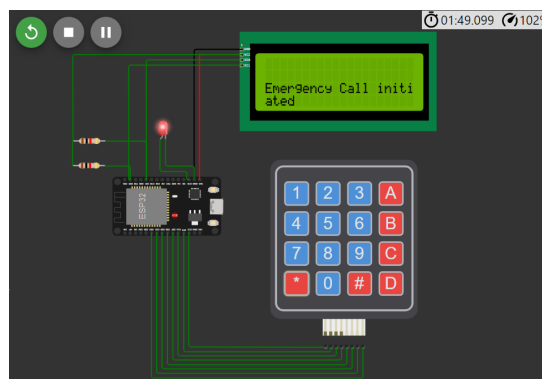 01:49.099 102%
Emergency Call initi
ated
ESP32
1 2 3 A
4 5 6 B
7 8 9 C
* 0 # D